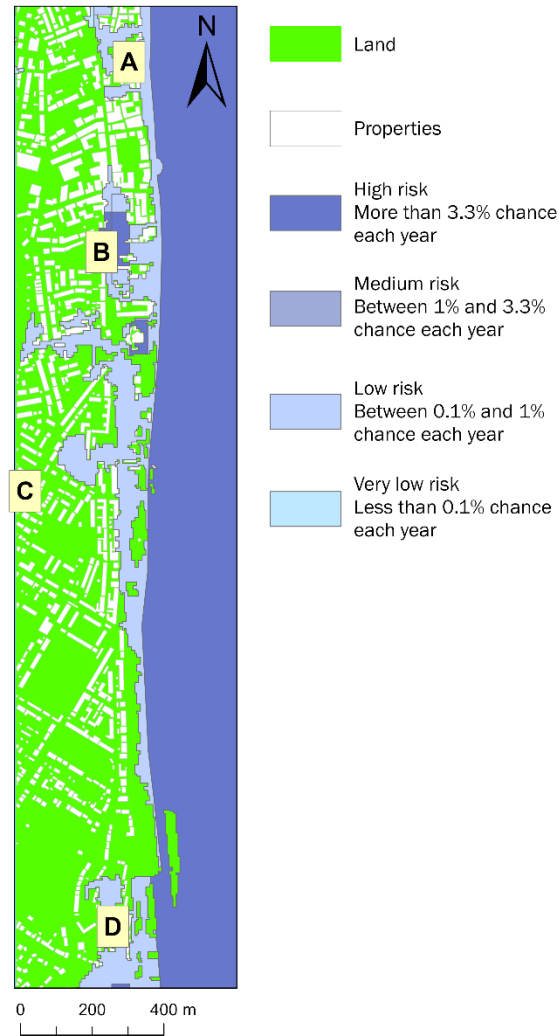 N
A
B
C
D
Land
Properties
High risk
More than 3.3% chance
each year
Medium risk
Between 1% and 3.3%
chance each year
Low risk
Between 0.1% and 1%
chance each year
Very low risk
Less than 0.1% chance
each year
0 200 400 m